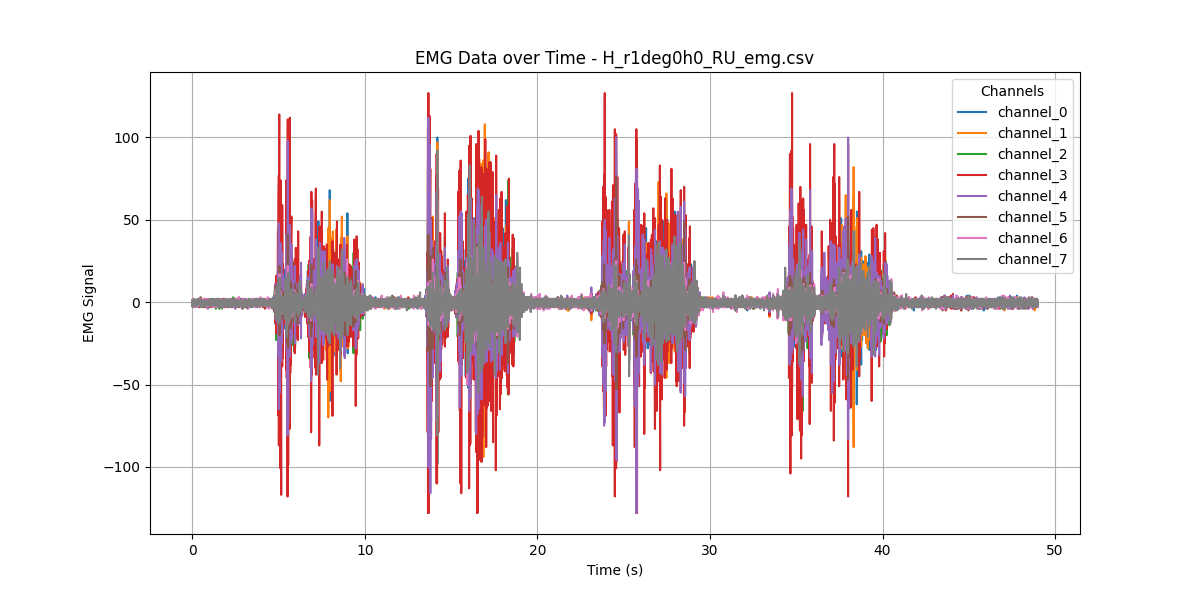 EMG Data over Time - H_r1deg0h0_RU_emg.csv
Channels
channel_0
channel_1
channel_2
channel_3
channel_4
channel_5
channel_6
channel_7
EMG Signal
100
50
0
−50
−100
0 10 20 30 40 50
Time (s)